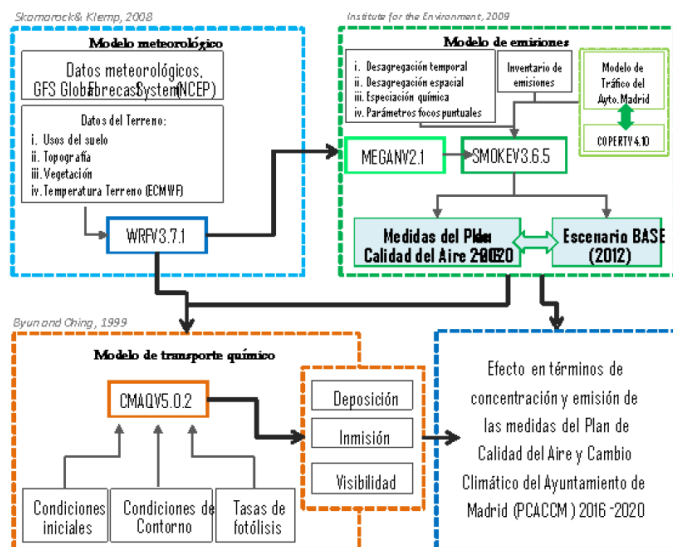 Skamarock & Klemp, 2008
Modelo meteorológico
Datos meteorológicos,
GFS Global Forecast System (NCEP)
Datos del Terreno:
i. Usos del suelo
ii. Topografía
iii. Vegetación
iv. Temperatura Terreno (ECMWF)
WRFV3.7.1
Institute for the Environment, 2009
Modelo de emisiones
i. Desagregación temporal
ii. Desagregación espacial
iii. Especiación química
iv. Parámetros focos puntuales
Inventario de
emisiones
Modelo de
Tráfico del
Ayto. Madrid
COPERTV4.10
MEGANV2.1
SMOKEV3.6.5
Medidas del Plan de
Calidad del Aire
Escenario BASE
(2012)
Byun and Ching, 1999
Modelo de transporte químico
CMAQV5.0.2
Condiciones
iniciales
Condiciones de
Contorno
Tasas de
fotólisis
Deposición
Inmisión
Visibilidad
Efecto en términos de
concentración y emisión de
las medidas del Plan de
Calidad del Aire y Cambio
Climático del Ayuntamiento de
Madrid (PCACCM ) 2016 -2020